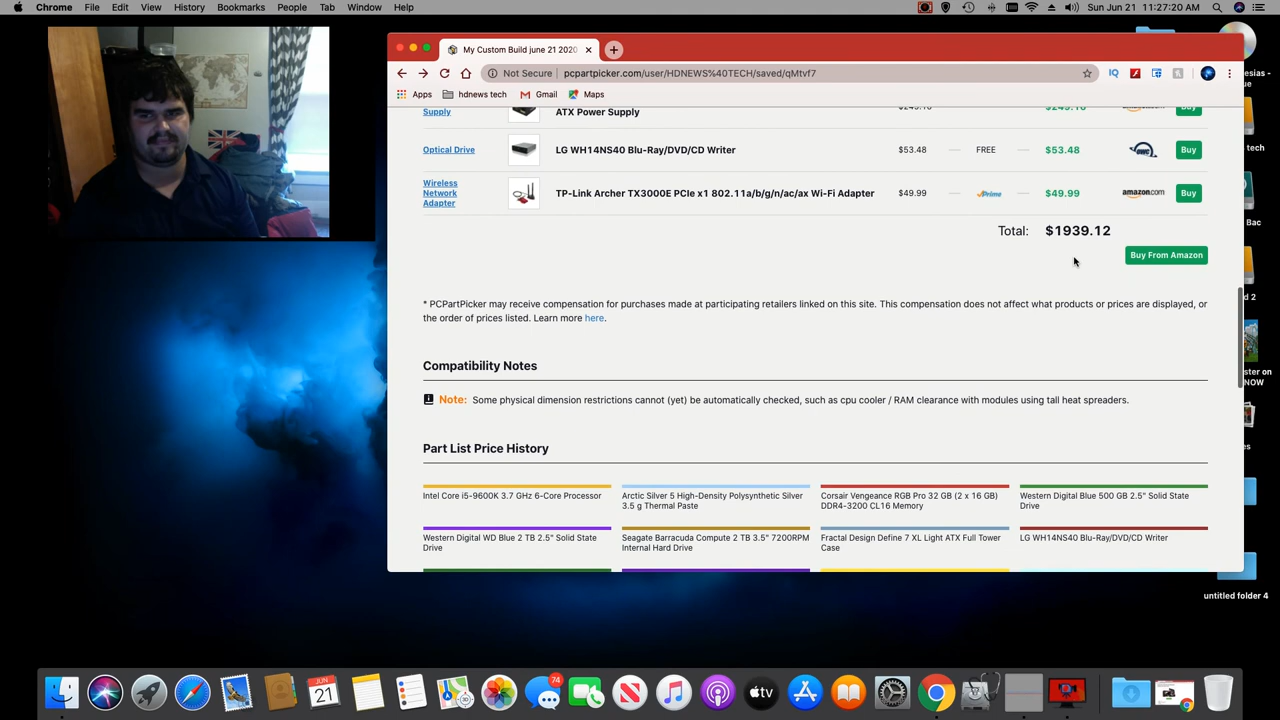 Chrome File Edit View History Bookmarks People Tab Window Help Sun Jun 21 11:27:20 AM
My Custom Build june 21 2020
Not Secure pcpartpicker.com/user/HDNEWS%40TECH/saved/qMtvf7
IQ
Apps hdnews tech Gmail Maps
Supply ATX Power Supply Buy
Optical Drive LG WH14NS40 Blu-Ray/DVD/CD Writer $53.48 FREE $53.48 OWC Buy
Wireless
Network
Adapter
TP-Link Archer TX3000E PCIe x1 802.11a/b/g/n/ac/ax Wi-Fi Adapter $49.99 Prime $49.99 amazon.com Buy
Total: $1939.12
Buy From Amazon
* PCPartPicker may receive compensation for purchases made at participating retailers linked on this site. This compensation does not affect what products or prices are displayed, or
the order of prices listed. Learn more here.
Compatibility Notes
Note: Some physical dimension restrictions cannot (yet) be automatically checked, such as cpu cooler / RAM clearance with modules using tall heat spreaders.
Part List Price History
Intel Core i5-9600K 3.7 GHz 6-Core Processor
Arctic Silver 5 High-Density Polysynthetic Silver
3.5 g Thermal Paste
Corsair Vengeance RGB Pro 32 GB (2 x 16 GB)
DDR4-3200 CL16 Memory
Western Digital Blue 500 GB 2.5" Solid State
Drive
Western Digital WD Blue 2 TB 2.5" Solid State
Drive
Seagate Barracuda Compute 2 TB 3.5" 7200RPM
Internal Hard Drive
Fractal Design Define 7 XL Light ATX Full Tower
Case
LG WH14NS40 Blu-Ray/DVD/CD Writer
untitled folder 4
JUN
21
74
tv